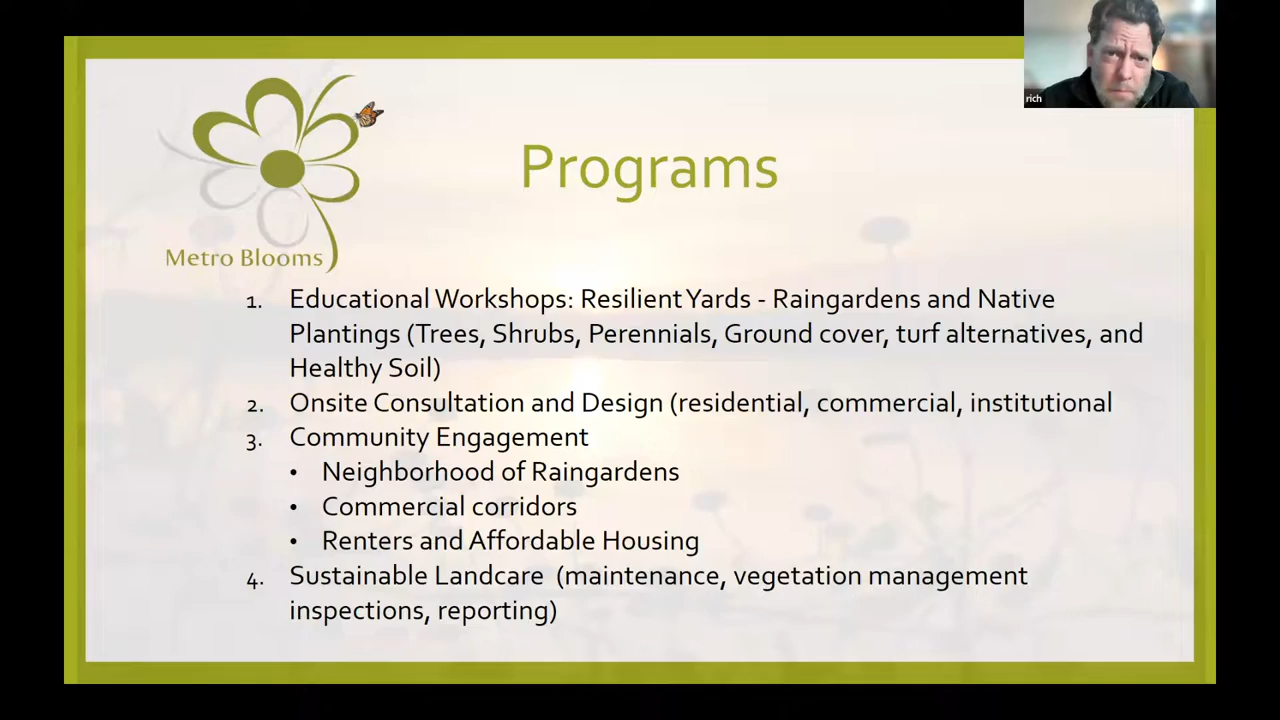 rich
Programs
Metro Blooms
1. Educational Workshops: Resilient Yards - Raingardens and Native
Plantings (Trees, Shrubs, Perennials, Ground cover, turf alternatives, and
Healthy Soil)
2. Onsite Consultation and Design (residential, commercial, institutional
3. Community Engagement
• Neighborhood of Raingardens
• Commercial corridors
• Renters and Affordable Housing
4. Sustainable Landcare (maintenance, vegetation management
inspections, reporting)